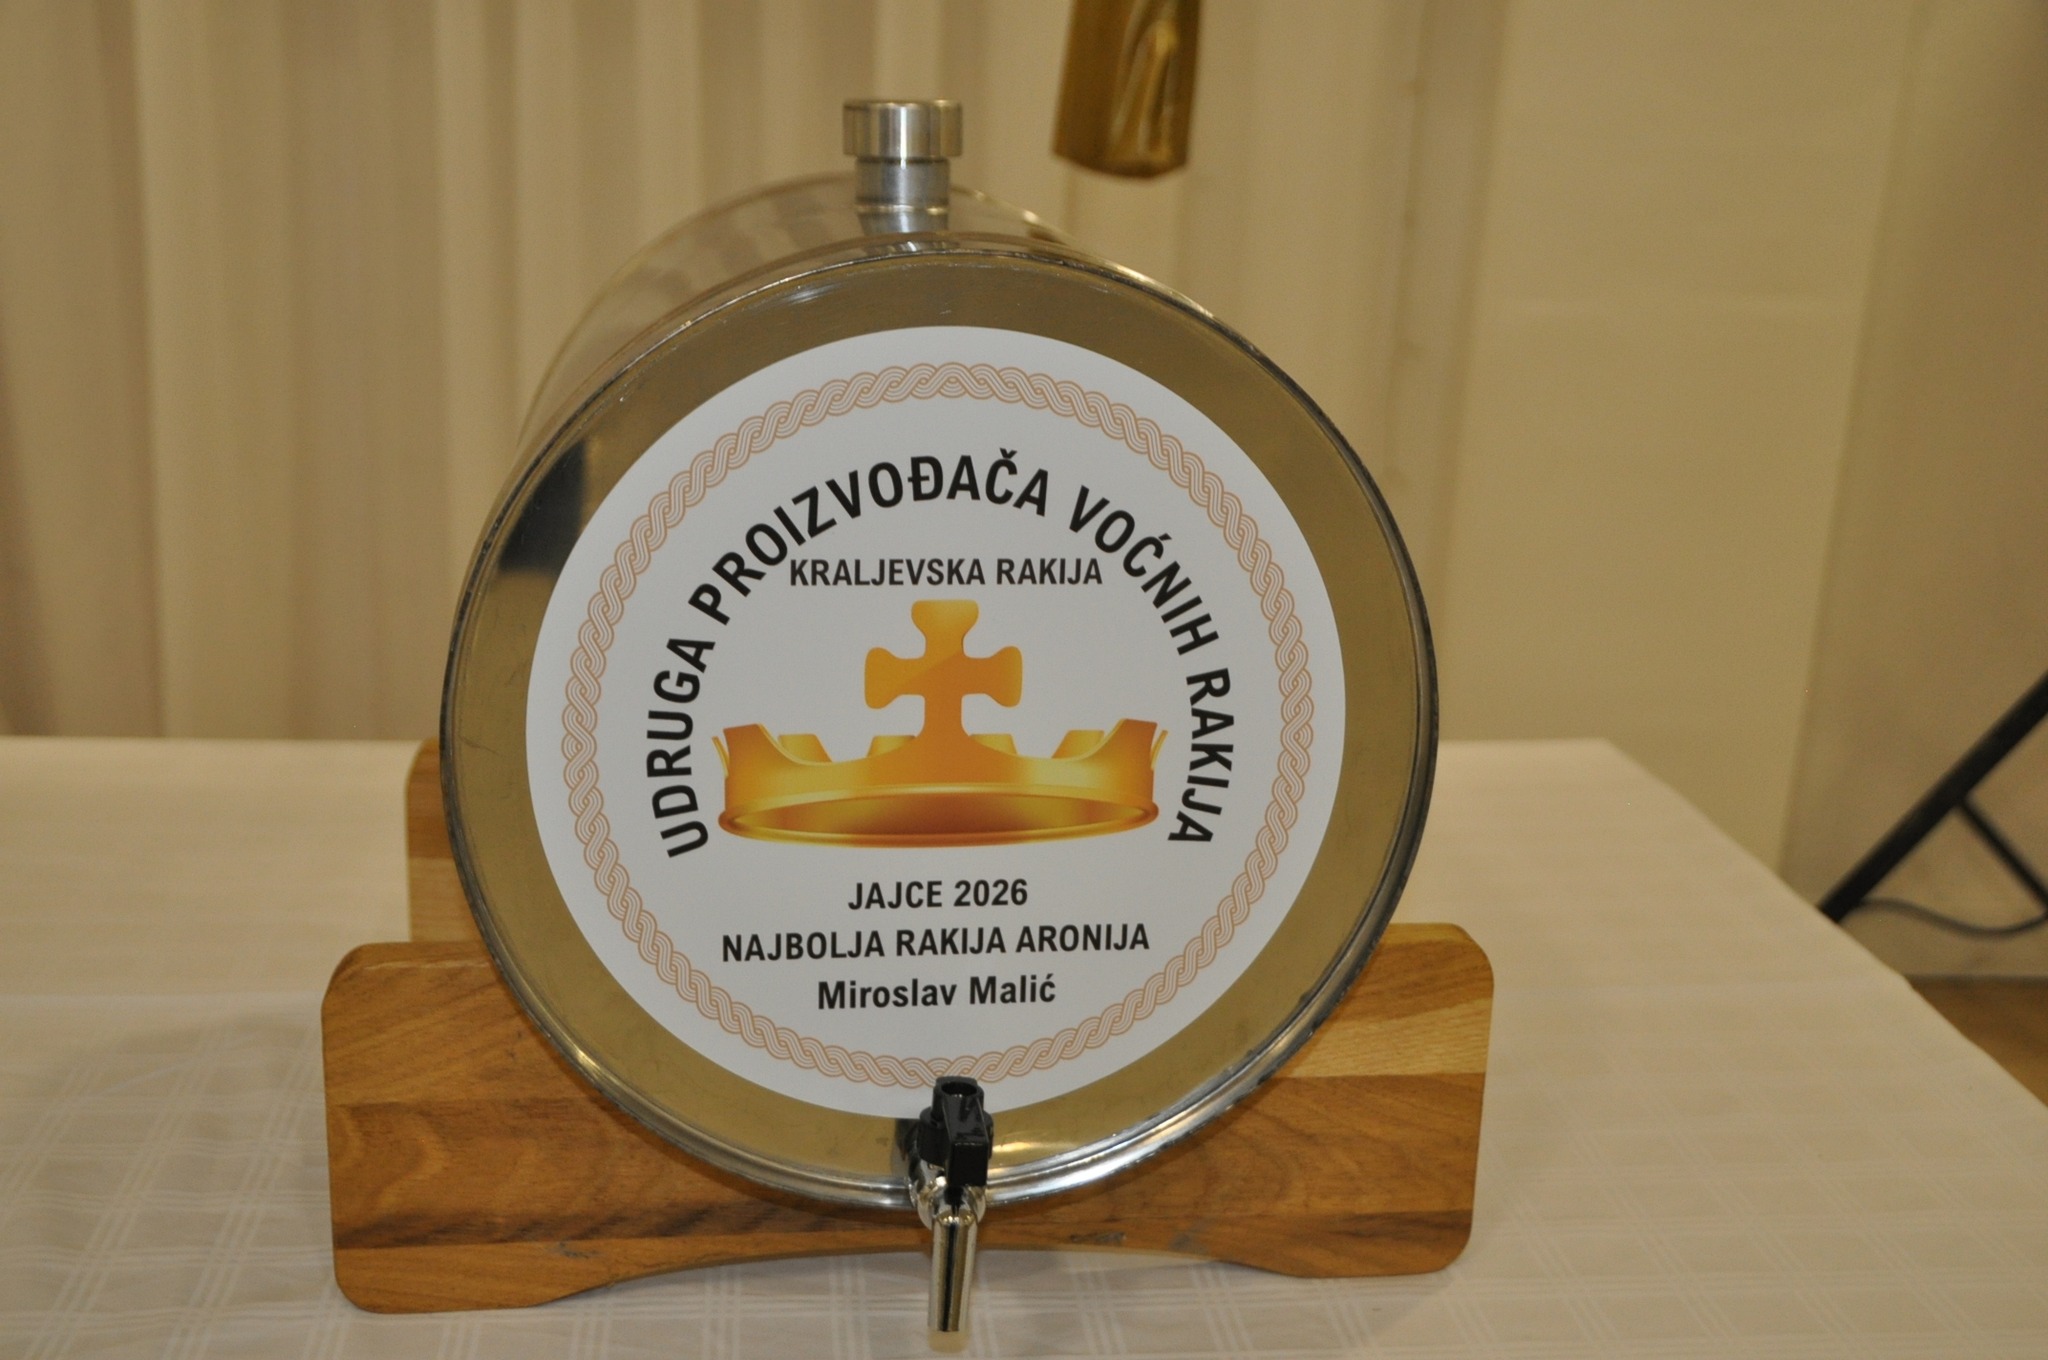 UDRUGA PROIZVOĐAČA VOĆNIH RAKIJA
KRALJEVSKA RAKIJA
JAJCE 2026
NAJBOLJA RAKIJA ARONIJA
Miroslav Malić